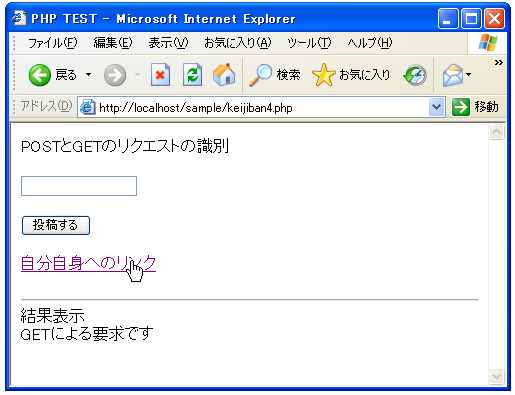 PHP TEST - Microsoft Internet Explorer
ファイル(F) 編集(E) 表示(V) お気に入り(A) ツール(T) ヘルプ(H)
戻る 検索 お気に入り »
アドレス(D) http://localhost/sample/keijiban4.php 移動
POSTとGETのリクエストの識別
投稿する
自分自身へのリンク
結果表示
GETによる要求です